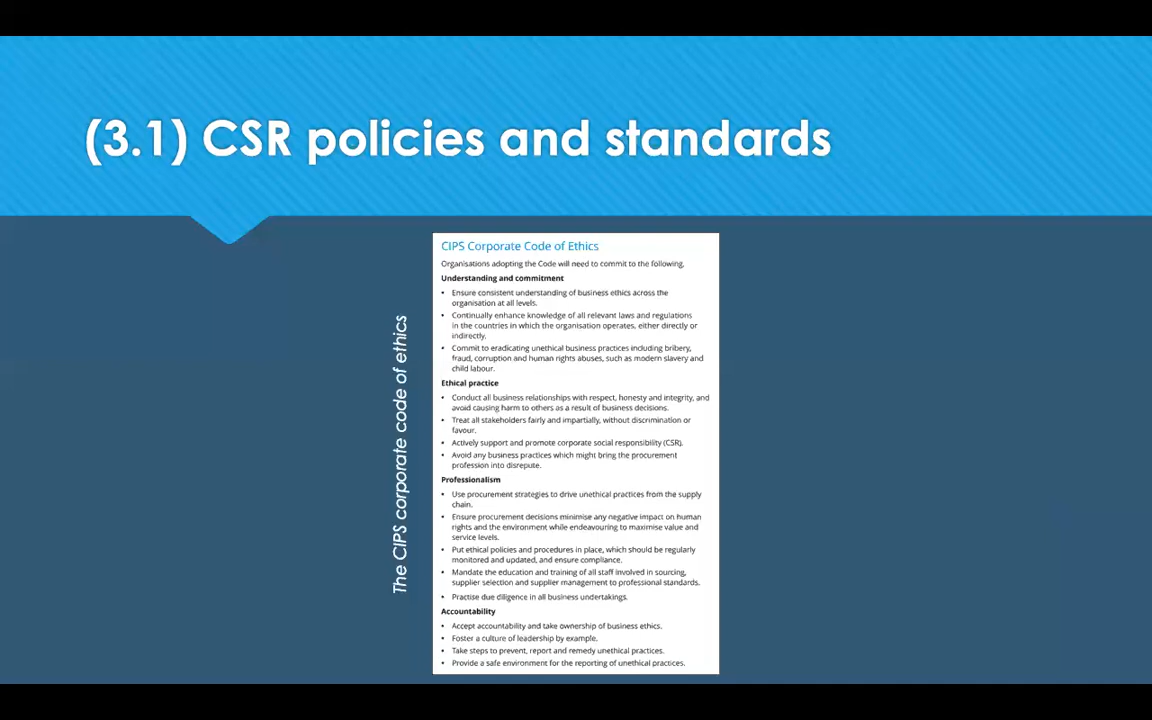 (3.1) CSR policies and standards
The CIPS corporate code of ethics
CIPS Corporate Code of Ethics
Organisations adopting the Code will need to commit to the following.
Understanding and commitment
• Ensure consistent understanding of business ethics across the
organisation at all levels.
• Continually enhance knowledge of all relevant laws and regulations
in the countries in which the organisation operates, either directly or
indirectly.
• Commit to eradicating unethical business practices including bribery,
fraud, corruption and human rights abuses, such as modern slavery and
child labour.
Ethical practice
• Conduct all business relationships with respect, honesty and integrity, and
avoid causing harm to others as a result of business decisions.
• Treat all stakeholders fairly and impartially, without discrimination or
favour.
• Actively support and promote corporate social responsibility (CSR).
• Avoid any business practices which might bring the procurement
profession into disrepute.
Professionalism
• Use procurement strategies to drive unethical practices from the supply
chain.
• Ensure procurement decisions minimise any negative impact on human
rights and the environment while endeavouring to maximise value and
service levels.
• Put ethical policies and procedures in place, which should be regularly
monitored and updated, and ensure compliance.
• Mandate the education and training of all staff involved in sourcing,
supplier selection and supplier management to professional standards.
• Practise due diligence in all business undertakings.
Accountability
• Accept accountability and take ownership of business ethics.
• Foster a culture of leadership by example.
• Take steps to prevent, report and remedy unethical practices.
• Provide a safe environment for the reporting of unethical practices.